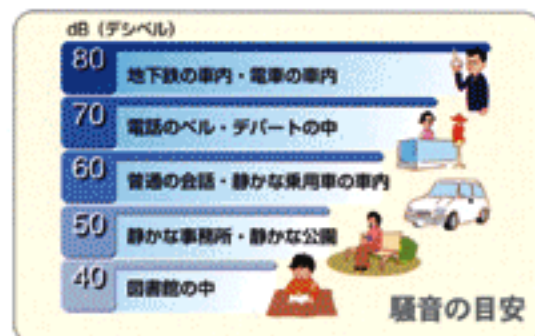 dB（デシベル）
80
地下鉄の車内・電車の車内
70
電話のベル・デパートの中
60
普通の会話・静かな乗用車の車内
50
静かな事務所・静かな公園
40
図書館の中
騒音の目安